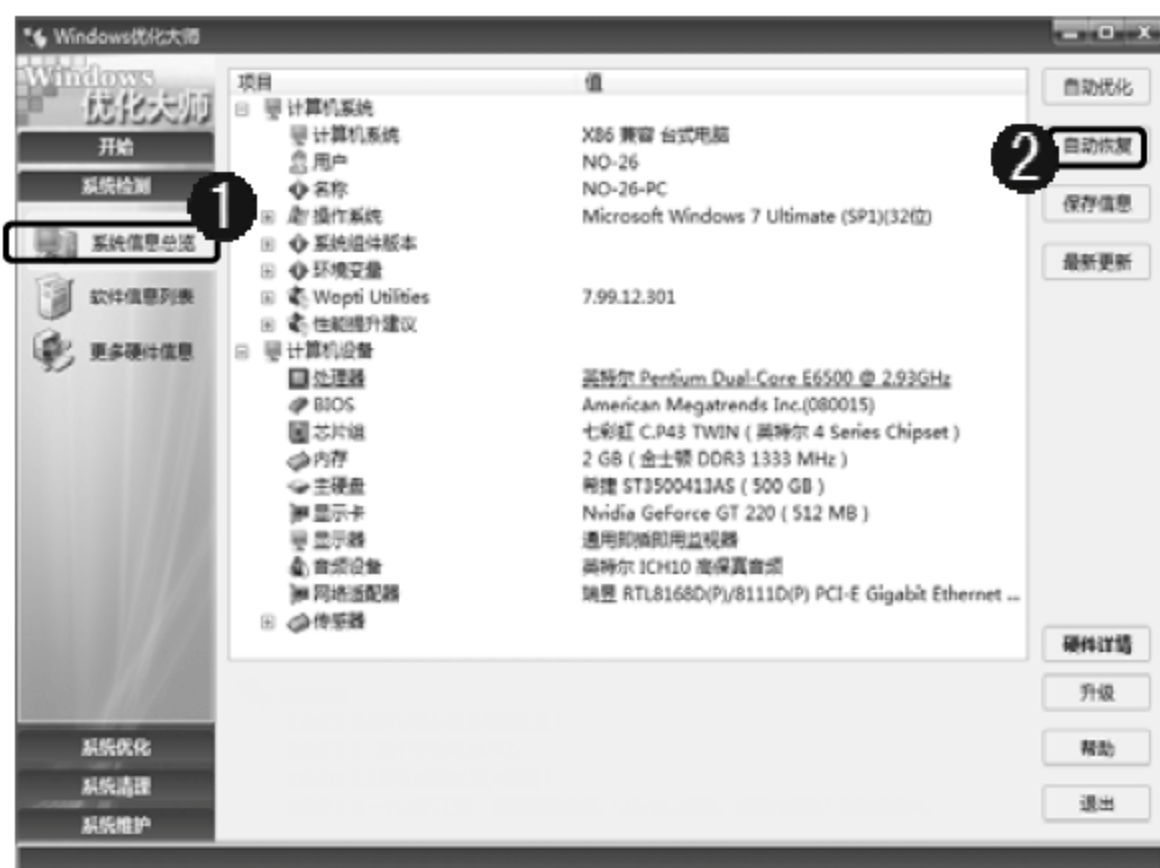 Windows优化大师
Windows
优化大师
开始
系统检测
1
系统信息总览
软件信息列表
更多硬件信息
系统优化
系统清理
系统维护
项目 值
计算机系统
计算机系统 X86 兼容 台式电脑
用户 NO-26
名称 NO-26-PC
操作系统 Microsoft Windows 7 Ultimate (SP1)(32位)
系统组件版本
环境变量
Wopti Utilities 7.99.12.301
性能提升建议
计算机设备
处理器 英特尔 Pentium Dual-Core E6500 @ 2.93GHz
BIOS American Megatrends Inc.(080015)
芯片组 七彩虹 C.P43 TWIN ( 英特尔 4 Series Chipset )
内存 2 GB ( 金士顿 DDR3 1333 MHz )
主硬盘 希捷 ST3500413AS ( 500 GB )
显示卡 Nvidia GeForce GT 220 ( 512 MB )
显示器 通用即插即用监视器
音频设备 英特尔 ICH10 高保真音频
网络适配器 瑞昱 RTL8168D(P)/8111D(P) PCI-E Gigabit Ethernet ...
传感器
自动优化
2
自动恢复
保存信息
最新更新
硬件详情
升级
帮助
退出